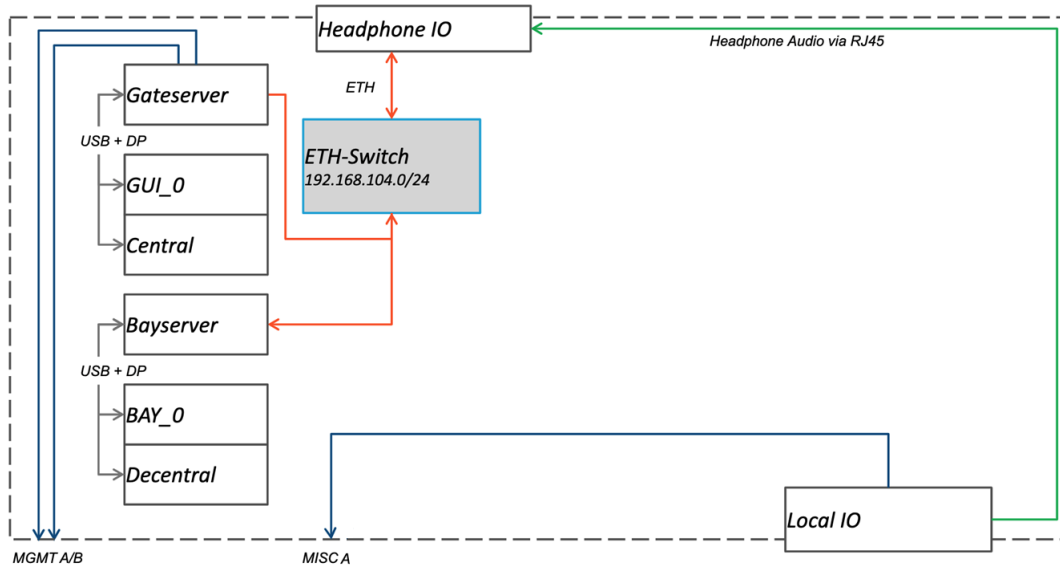 Headphone IO
Headphone Audio via RJ45
ETH
Gateserver
USB + DP
ETH-Switch
192.168.104.0/24
GUI_0
Central
Bayserver
USB + DP
BAY_0
Decentral
Local IO
MGMT A/B
MISC A